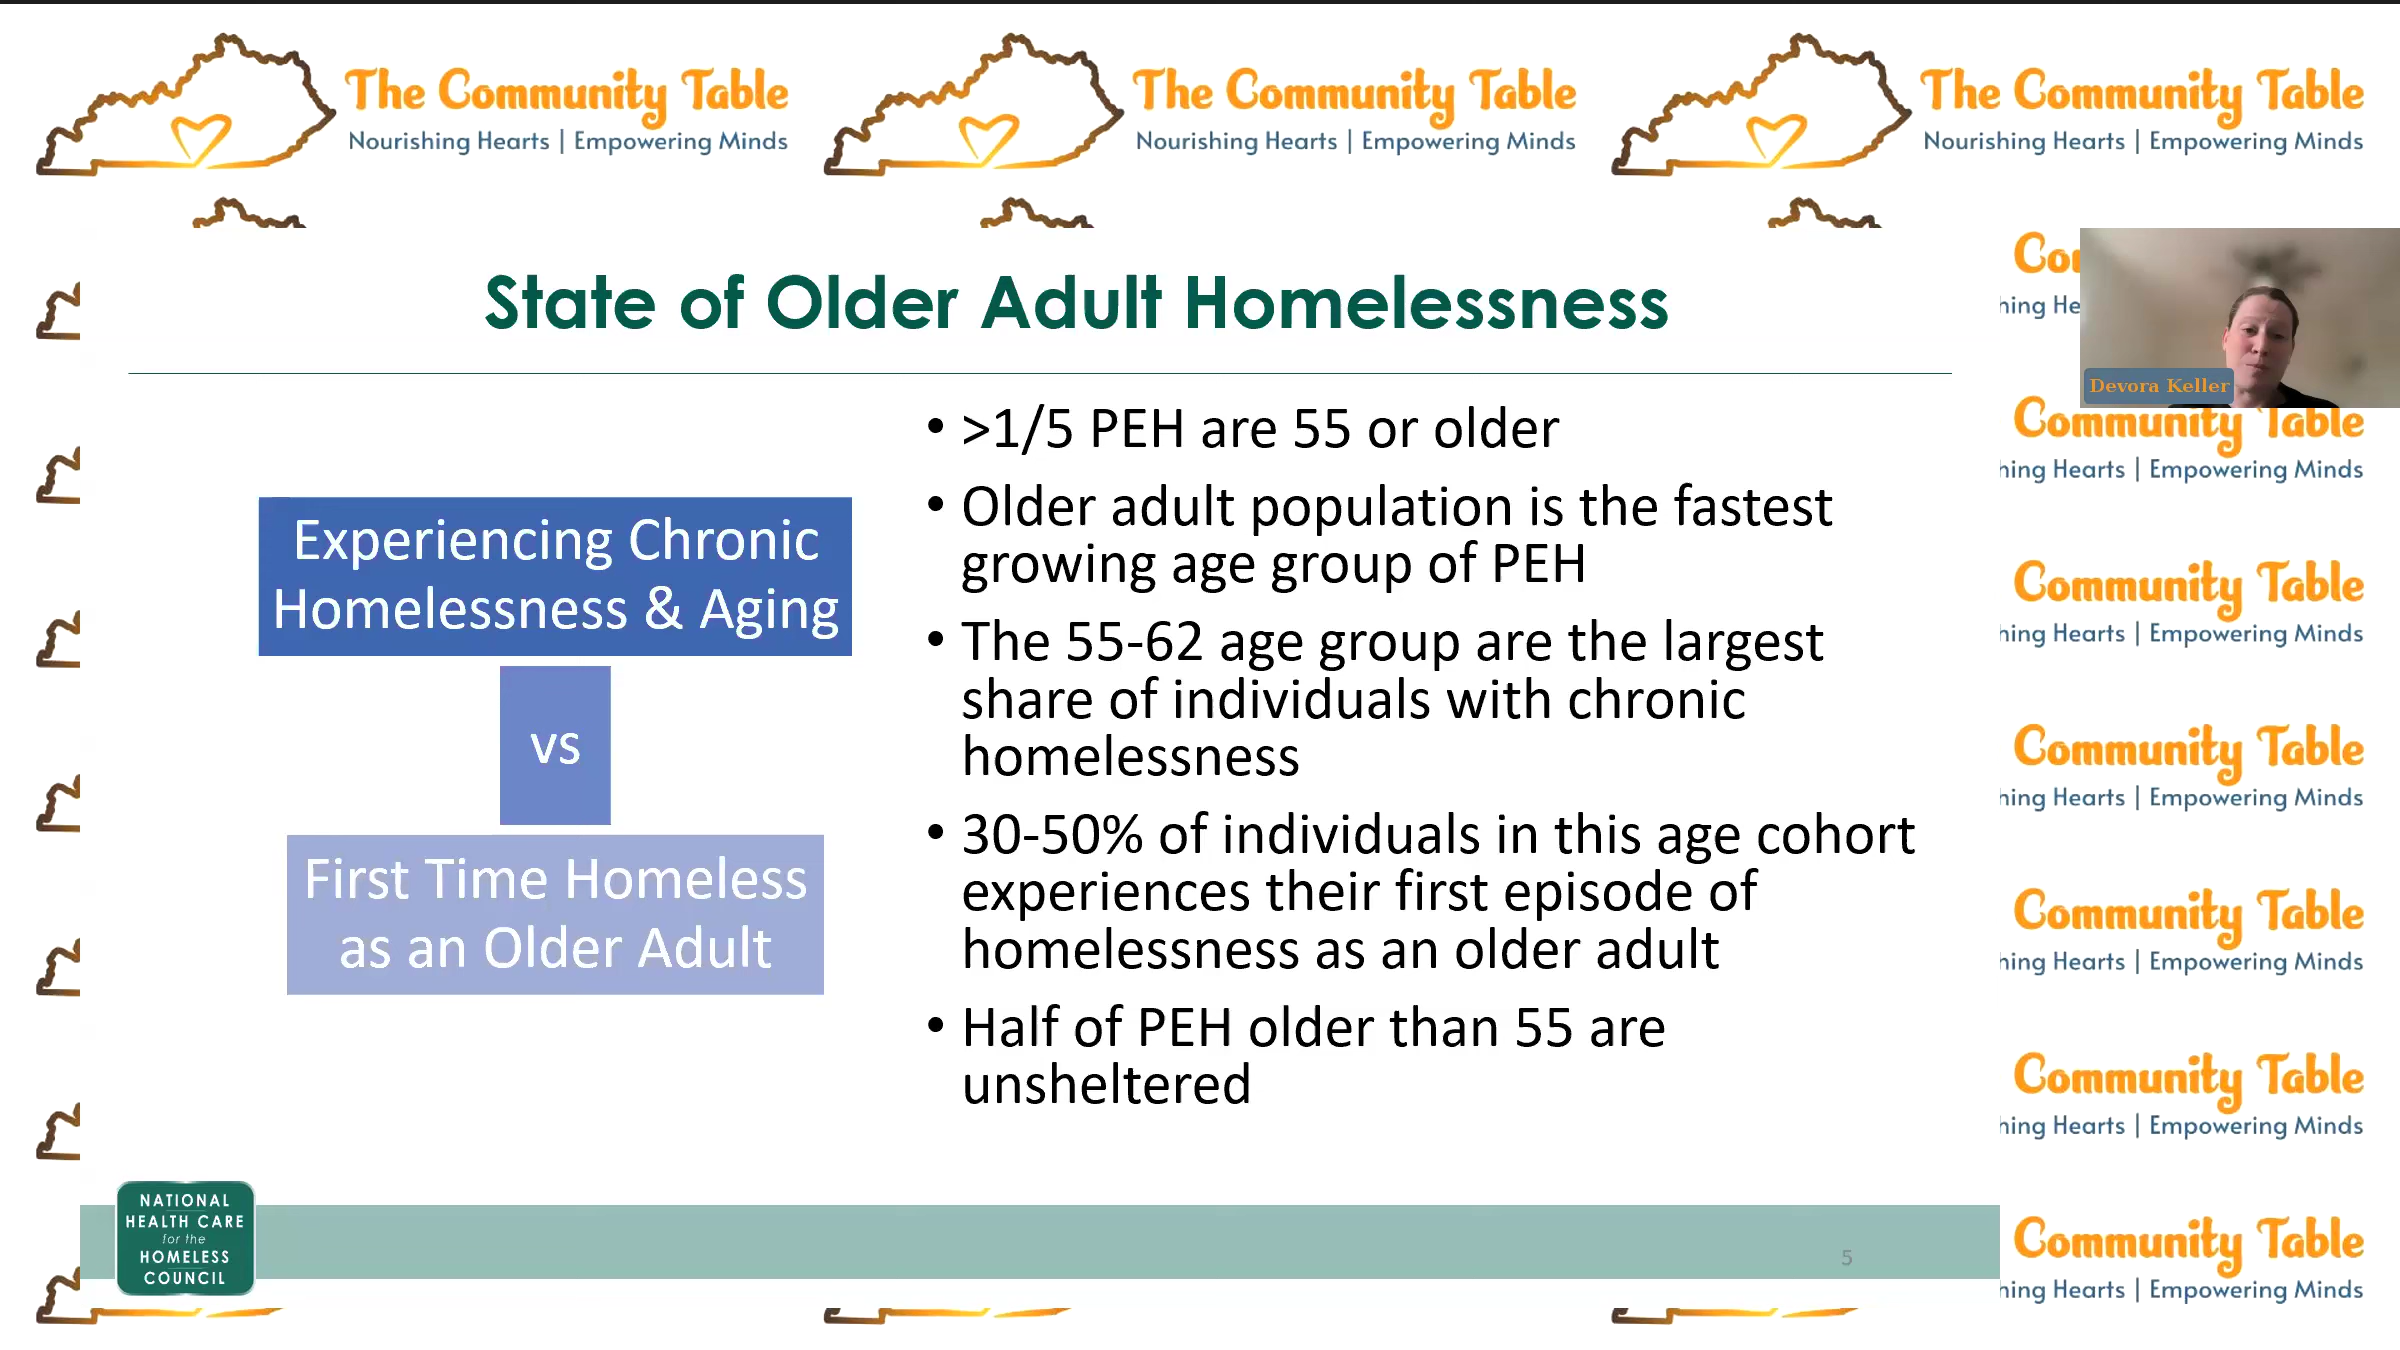 The Community Table The Community Table The Community Table
Nourishing Hearts | Empowering Minds Nourishing Hearts | Empowering Minds Nourishing Hearts | Empowering Minds
State of Older Adult Homelessness
Devora Keller
Experiencing Chronic
Homelessness & Aging
vs
First Time Homeless
as an Older Adult
• >1/5 PEH are 55 or older
• Older adult population is the fastest
growing age group of PEH
• The 55-62 age group are the largest
share of individuals with chronic
homelessness
• 30-50% of individuals in this age cohort
experiences their first episode of
homelessness as an older adult
• Half of PEH older than 55 are
unsheltered
Community Table
Hearts | Empowering Minds
Community Table
Hearts | Empowering Minds
Community Table
Hearts | Empowering Minds
Community Table
Hearts | Empowering Minds
Community Table
Hearts | Empowering Minds
Community Table
Hearts | Empowering Minds
NATIONAL
HEALTH CARE
for the
HOMELESS
COUNCIL
5